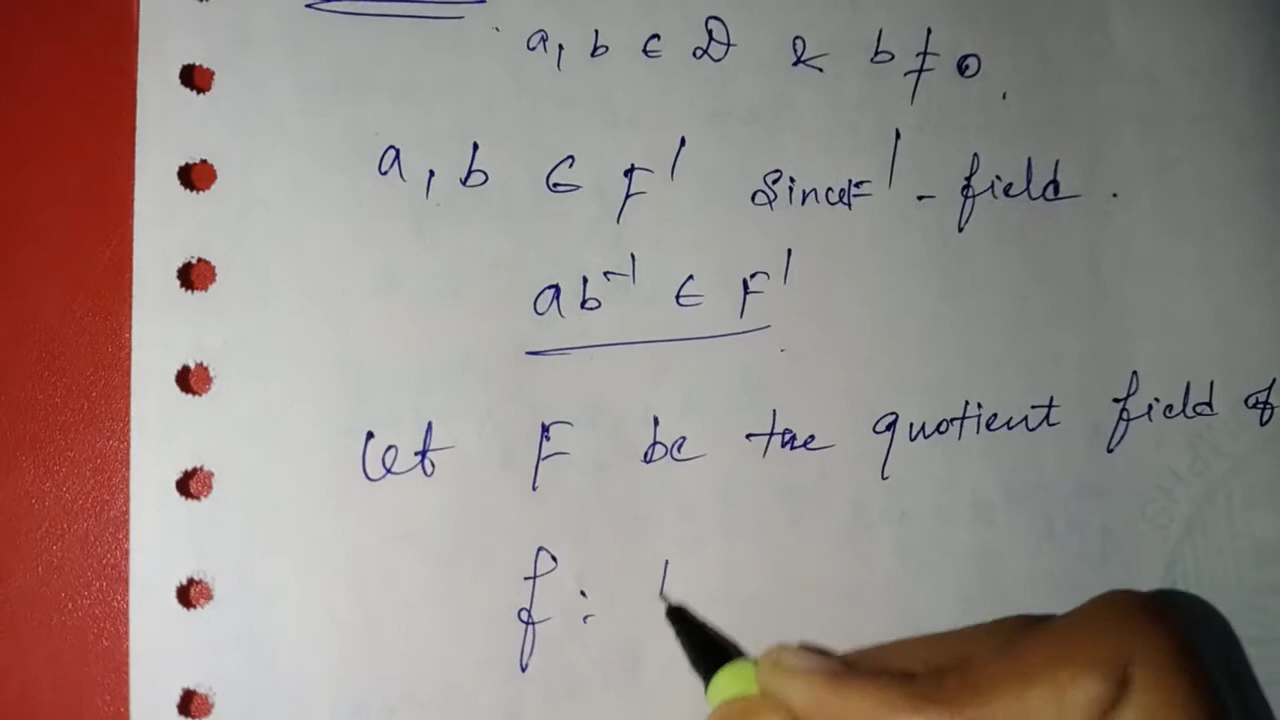 a, b ∈ D & b ≠ 0.
a, b ∈ F' Since F' - field.
ab⁻¹ ∈ F'
Let F be the quotient field of
f :